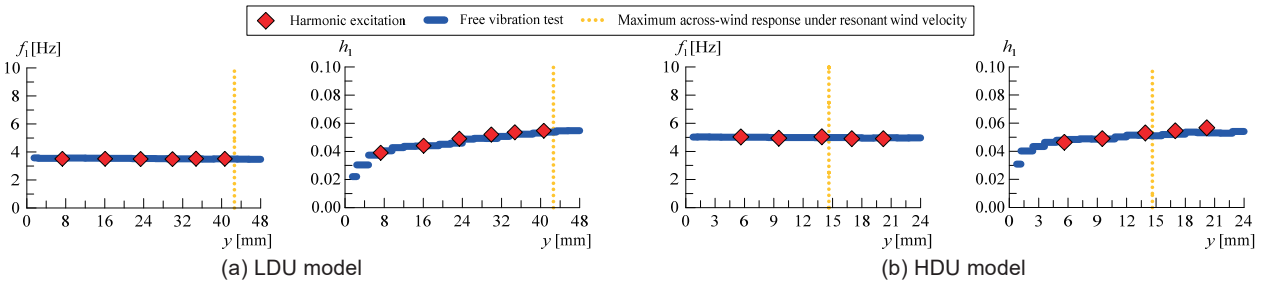 Harmonic excitation Free vibration test Maximum across-wind response under resonant wind velocity
f₁[Hz] h₁ f₁[Hz] h₁
10 0.10 10 0.10
8 0.08 8 0.08
6 0.06 6 0.06
4 0.04 4 0.04
2 0.02 2 0.02
0 0.00 0 0.00
0 8 16 24 32 40 48 0 8 16 24 32 40 48 0 3 6 9 12 15 18 21 24 0 3 6 9 12 15 18 21 24
y [mm] y [mm] y [mm] y [mm]
(a) LDU model (b) HDU model